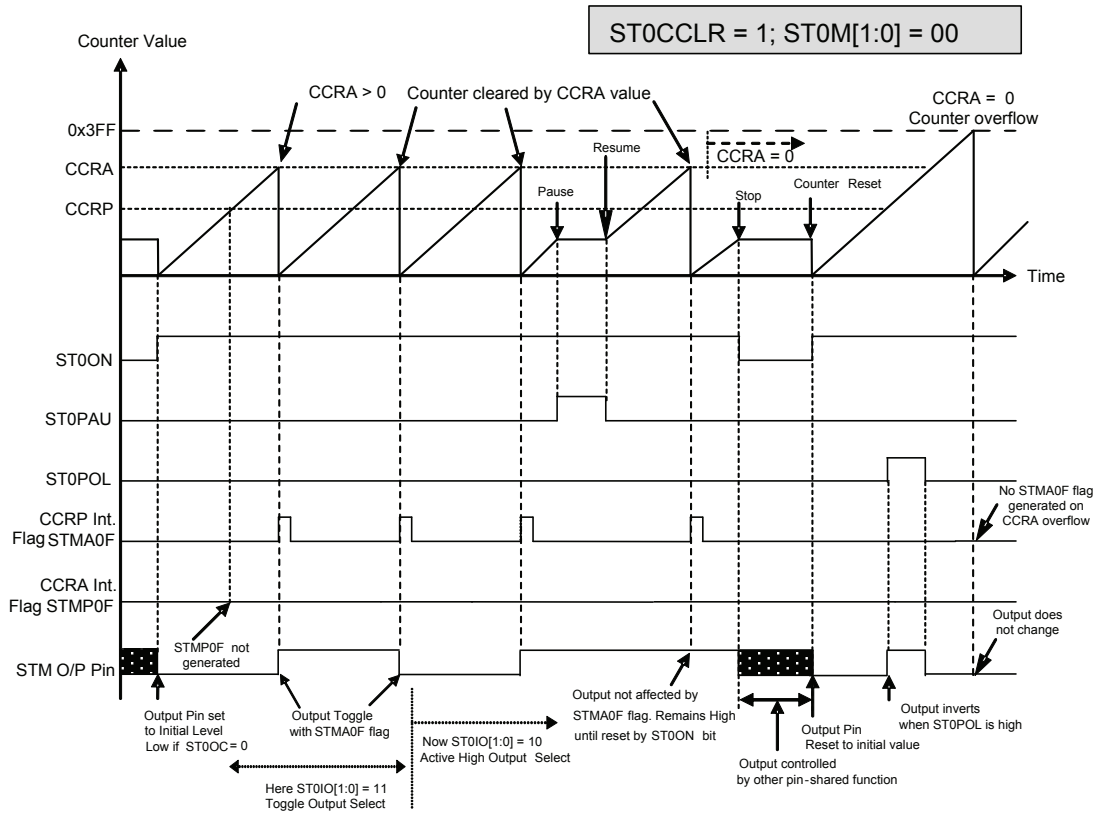 ST0CCLR = 1; ST0M[1:0] = 00
Counter Value
CCRA > 0
Counter cleared by CCRA value
CCRA = 0
Counter overflow
0x3FF
CCRA
CCRP
Resume
CCRA = 0
Pause
Stop
Counter Reset
Time
ST0ON
ST0PAU
ST0POL
CCRP Int.
Flag STMA0F
No STMA0F flag
generated on
CCRA overflow
CCRA Int.
Flag STMP0F
STMP0F not
generated
Output does
not change
STM O/P Pin
Output Pin set
to Initial Level
Low if ST0OC = 0
Output Toggle
with STMA0F flag
Now ST0IO[1:0] = 10
Active High Output Select
Output not affected by
STMA0F flag. Remains High
until reset by ST0ON bit
Output Pin
Reset to initial value
Output inverts
when ST0POL is high
Output controlled
by other pin-shared function
Here ST0IO[1:0] = 11
Toggle Output Select